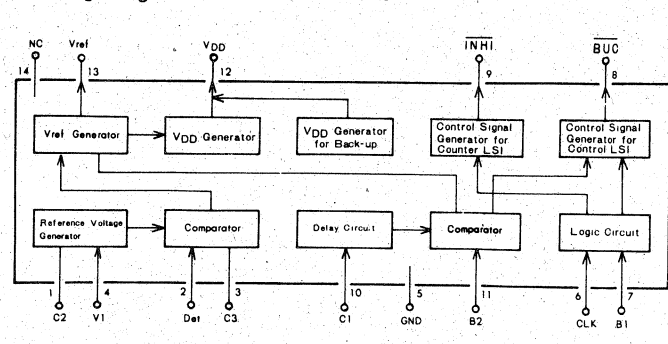 NC Vref VDD INHI BUC
14 13 12 9 8
Vref Generator
VDD Generator
VDD Generator
for Back-up
Control Signal
Generator for
Counter LSI
Control Signal
Generator for
Control LSI
Reference Voltage
Generator
Comparator
Delay Circuit
Comparator
Logic Circuit
1 4 2 3 10 5 11 6 7
C2 V1 Det C3 C1 GND B2 CLK B1